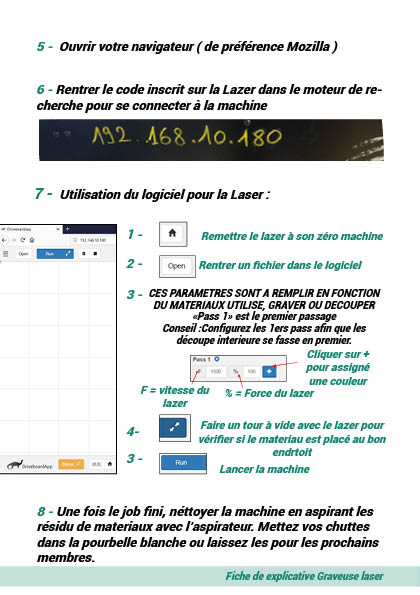 5 - Ouvrir votre navigateur ( de préférence Mozilla )
6 - Rentrer le code inscrit sur la Lazer dans le moteur de re-
cherche pour se connecter à la machine
192.168.10.180
7 - Utilisation du logiciel pour la Laser :
DriveboardApp
192.168.10.180
Open
Run
1 -
Remettre le lazer à son zéro machine
2 -
Open
Rentrer un fichier dans le logiciel
3 -
CES PARAMETRES SONT A REMPLIR EN FONCTION
DU MATERIAUX UTILISE, GRAVER OU DECOUPER
«Pass 1» est le premier passage
Conseil :Configurez les 1ers pass afin que les
découpe interieure se fasse en premier.
Pass 1
F 1500 % 100 +
Cliquer sur +
pour assigné
une couleur
F = vitesse du
lazer
% = Force du lazer
4-
Faire un tour à vide avec le lazer pour
vérifier si le materiau est placé au bon
endrtoit
3 -
Run
Lancer la machine
DriveboardApp
Status
(0,0)
8 - Une fois le job fini, néttoyer la machine en aspirant les
résidu de materiaux avec l'aspirateur. Mettez vos chuttes
dans la pourbelle blanche ou laissez les pour les prochains
membres.
Fiche de explicative Graveuse laser